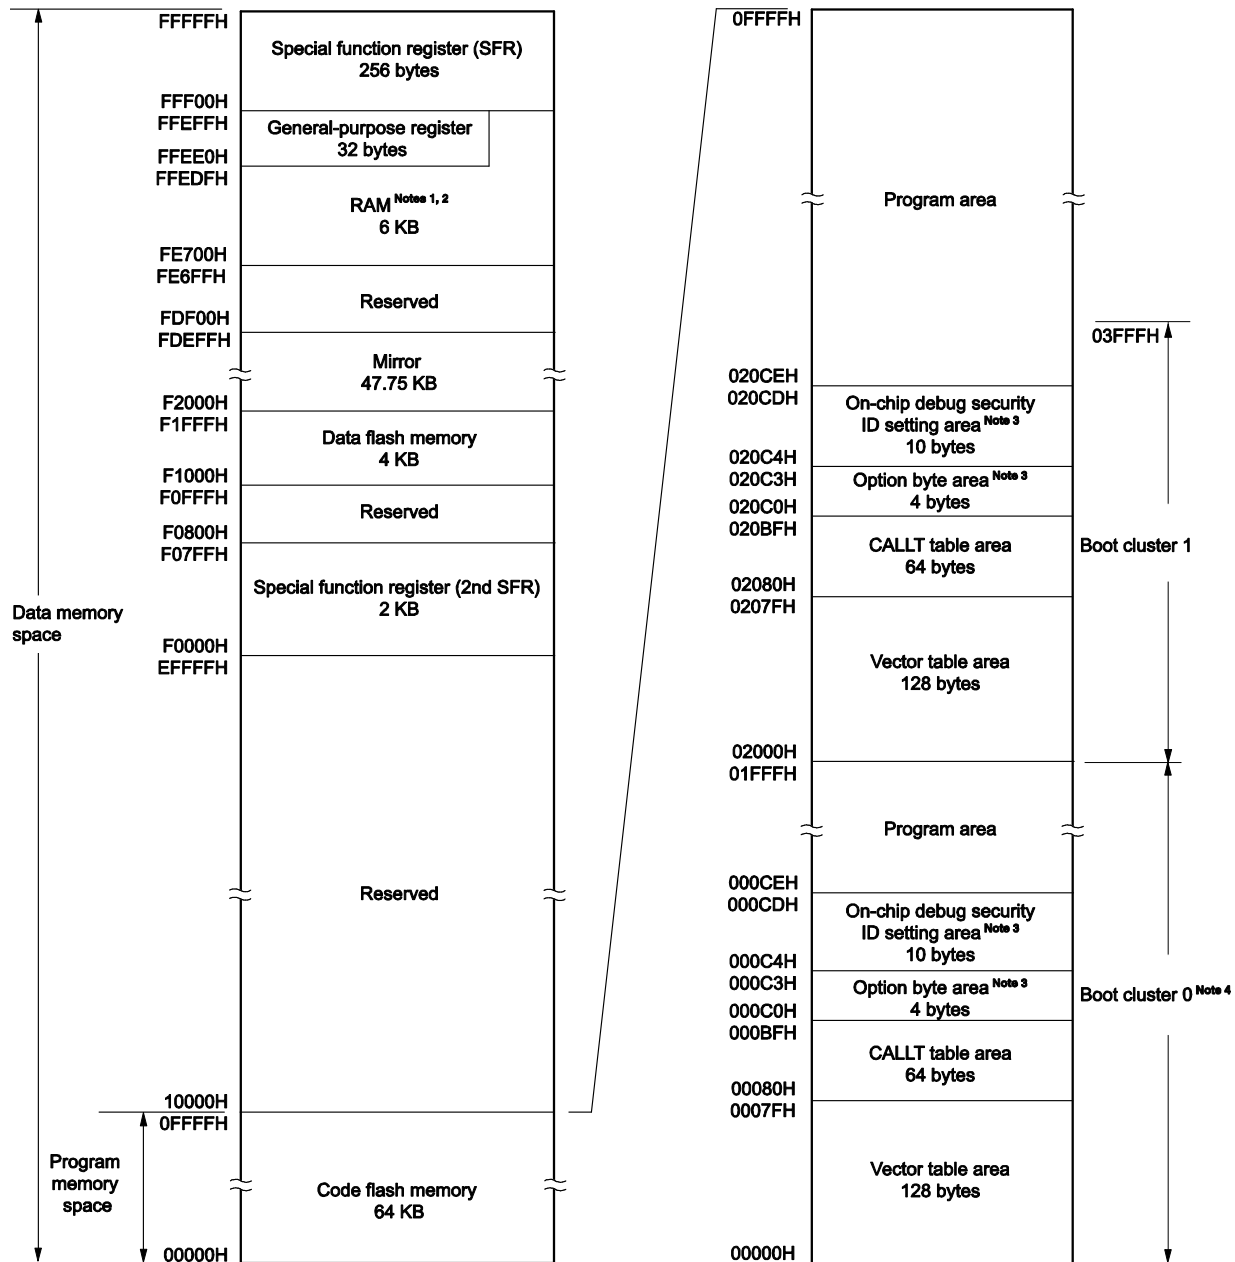 FFFFFH
Special function register (SFR)
256 bytes
FFF00H
FFEFFH
General-purpose register
32 bytes
FFEE0H
FFEDFH
RAM Notes 1, 2
6 KB
FE700H
FE6FFH
Reserved
FDF00H
FDEFFH
Mirror
47.75 KB
F2000H
F1FFFH
Data flash memory
4 KB
F1000H
F0FFFH
Reserved
F0800H
F07FFH
Special function register (2nd SFR)
2 KB
Data memory
space
F0000H
EFFFFH
Reserved
10000H
0FFFFH
Program
memory
space
Code flash memory
64 KB
00000H
0FFFFH
Program area
03FFFH
020CEH
020CDH
On-chip debug security
ID setting area Note 3
10 bytes
020C4H
020C3H
Option byte area Note 3
4 bytes
020C0H
020BFH
CALLT table area
64 bytes
Boot cluster 1
02080H
0207FH
Vector table area
128 bytes
02000H
01FFFH
Program area
000CEH
000CDH
On-chip debug security
ID setting area Note 3
10 bytes
000C4H
000C3H
Option byte area Note 3
4 bytes
Boot cluster 0 Note 4
000C0H
000BFH
CALLT table area
64 bytes
00080H
0007FH
Vector table area
128 bytes
00000H